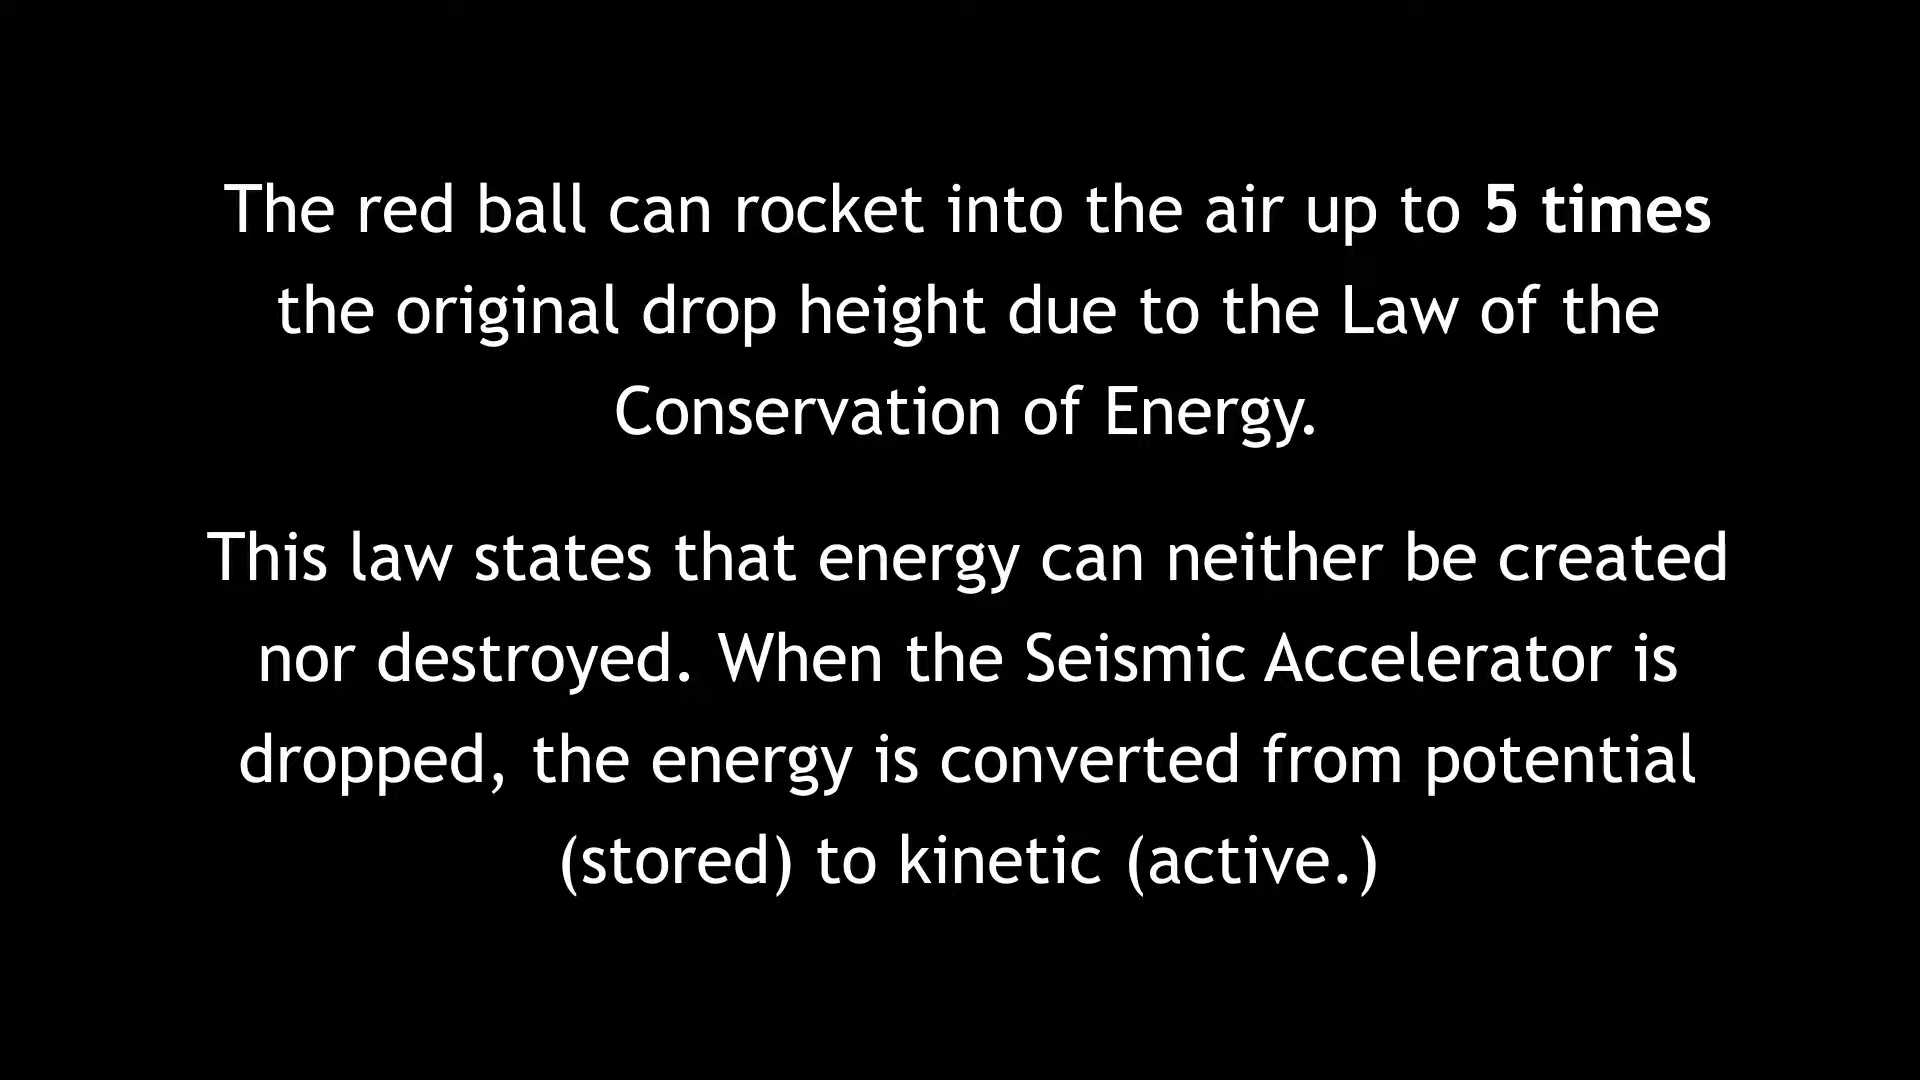 The red ball can rocket into the air up to 5 times
the original drop height due to the Law of the
Conservation of Energy.
This law states that energy can neither be created
nor destroyed. When the Seismic Accelerator is
dropped, the energy is converted from potential
(stored) to kinetic (active.)